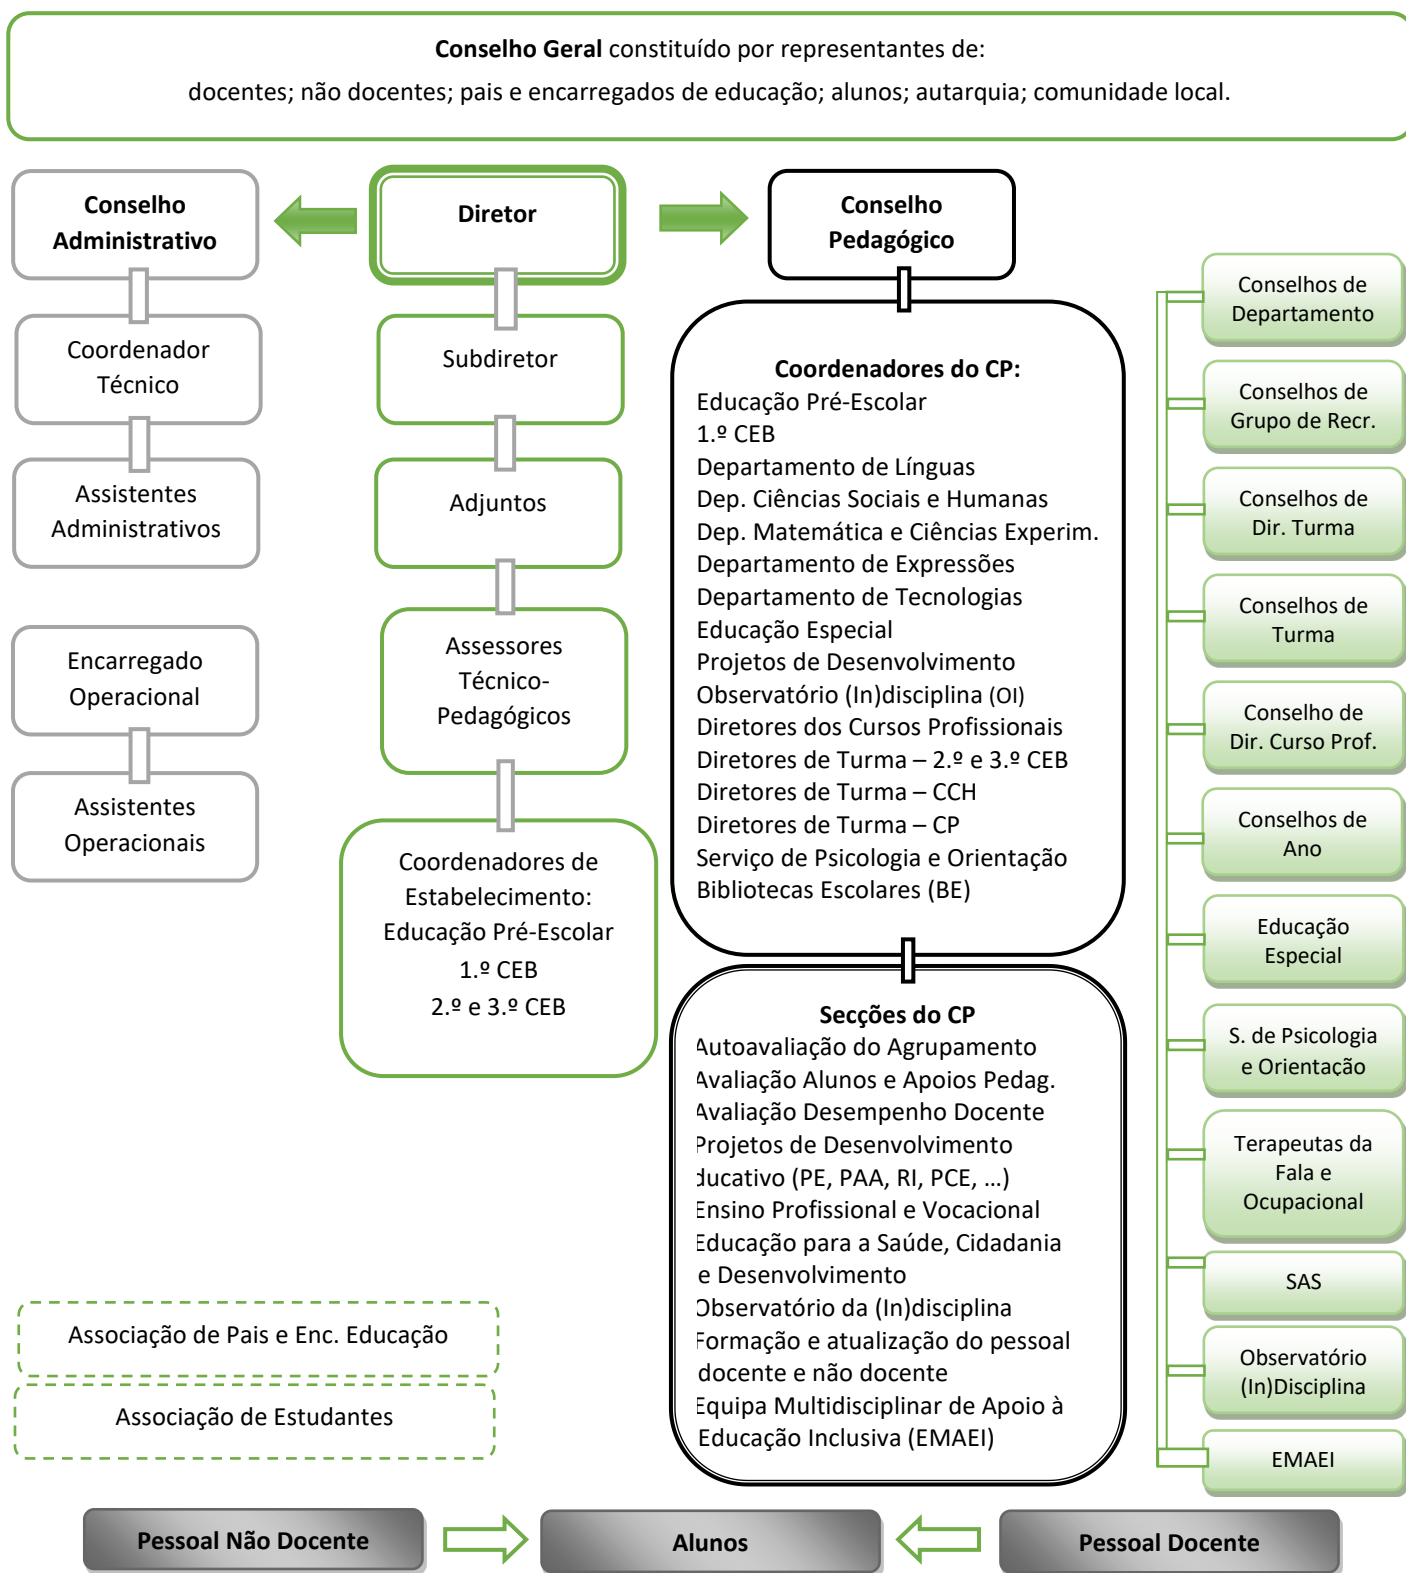 Conselho Geral constituído por representantes de:
docentes; não docentes; pais e encarregados de educação; alunos; autarquia; comunidade local.
Conselho
Administrativo
Diretor
Conselho
Pedagógico
Coordenador
Técnico
Assistentes
Administrativos
Encarregado
Operacional
Assistentes
Operacionais
Subdiretor
Adjuntos
Assessores
Técnico-
Pedagógicos
Coordenadores de
Estabelecimento:
Educação Pré-Escolar
1.º CEB
2.º e 3.º CEB
Coordenadores do CP:
Educação Pré-Escolar
1.º CEB
Departamento de Línguas
Dep. Ciências Sociais e Humanas
Dep. Matemática e Ciências Experim.
Departamento de Expressões
Departamento de Tecnologias
Educação Especial
Projetos de Desenvolvimento
Observatório (In)disciplina (OI)
Diretores dos Cursos Profissionais
Diretores de Turma – 2.º e 3.º CEB
Diretores de Turma – CCH
Diretores de Turma – CP
Serviço de Psicologia e Orientação
Bibliotecas Escolares (BE)
Secções do CP
Autoavaliação do Agrupamento
Avaliação Alunos e Apoios Pedag.
Avaliação Desempenho Docente
Projetos de Desenvolvimento
ducativo (PE, PAA, RI, PCE, ...)
Ensino Profissional e Vocacional
Educação para a Saúde, Cidadania
e Desenvolvimento
Observatório da (In)disciplina
Formação e atualização do pessoal
docente e não docente
Equipa Multidisciplinar de Apoio à
Educação Inclusiva (EMAEI)
Conselhos de
Departamento
Conselhos de
Grupo de Recr.
Conselhos de
Dir. Turma
Conselhos de
Turma
Conselho de
Dir. Curso Prof.
Conselhos de
Ano
Educação
Especial
S. de Psicologia
e Orientação
Terapeutas da
Fala e
Ocupacional
SAS
Observatório
(In)Disciplina
EMAEI
Associação de Pais e Enc. Educação
Associação de Estudantes
Pessoal Não Docente
Alunos
Pessoal Docente